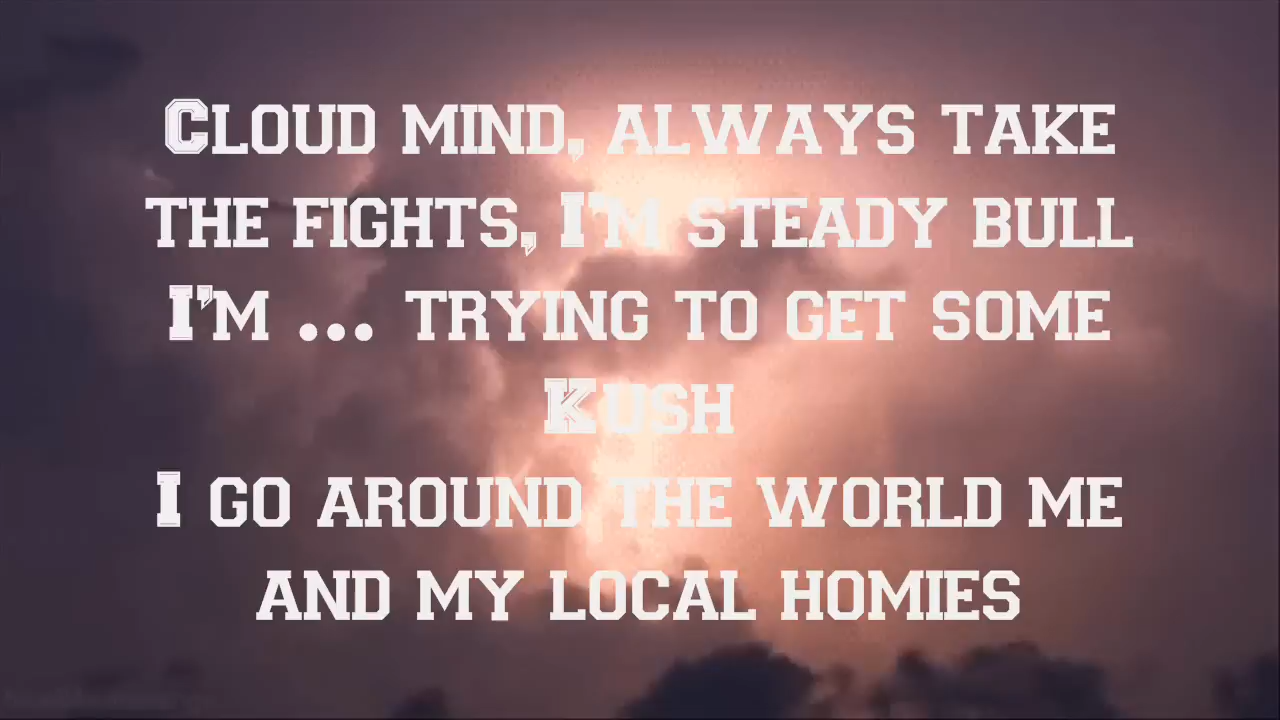 Cloud mind, always take
the fights, I'm steady bull
I'm ... trying to get some
Kush
I go around the world me
and my local homies